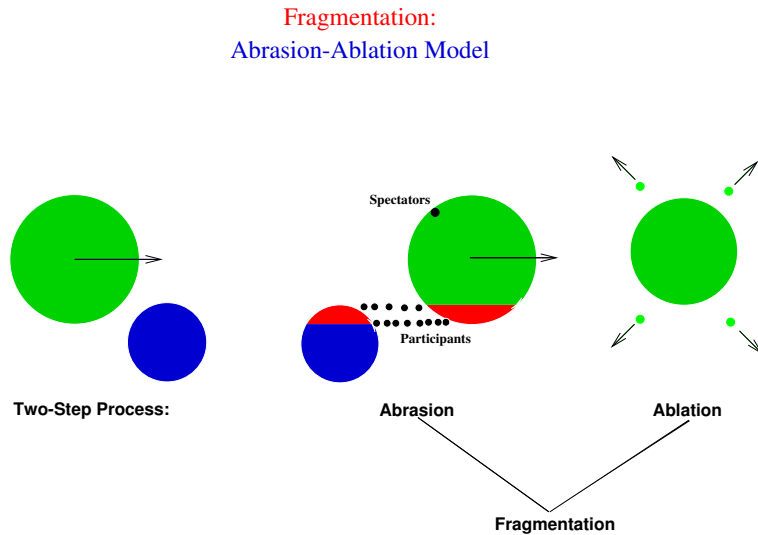 Fragmentation:
Abrasion-Ablation Model
Spectators
Participants
Two-Step Process:
Abrasion
Ablation
Fragmentation